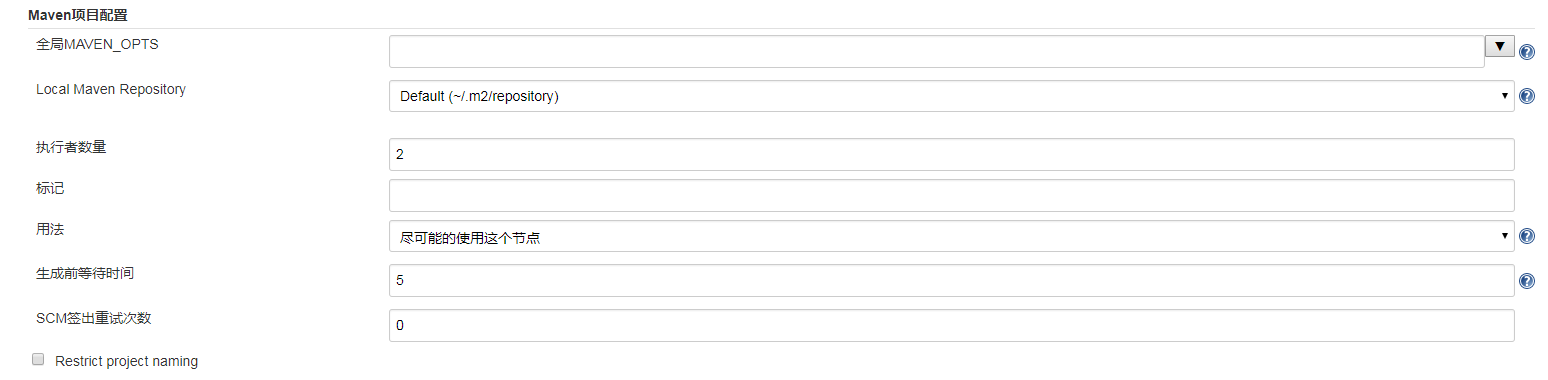 Maven项目配置
全局MAVEN_OPTS
Local Maven Repository
Default (~/.m2/repository)
执行者数量
2
标记
用法
尽可能的使用这个节点
生成前等待时间
5
SCM签出重试次数
0
Restrict project naming